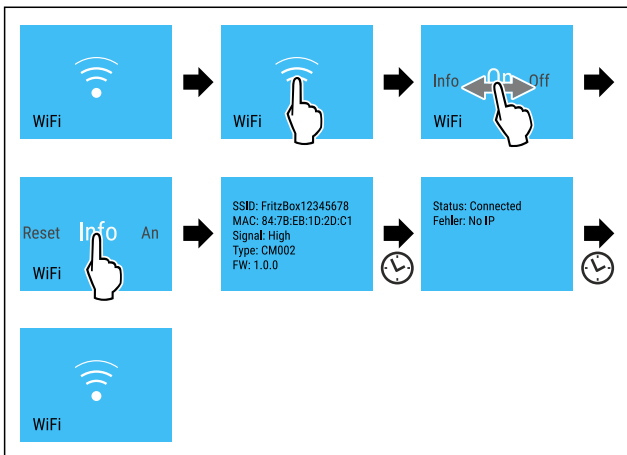 WiFi
WiFi
Info On Off
WiFi
Reset Info An
WiFi
SSID: FritzBox12345678
MAC: 84:7B:EB:1D:2D:C1
Signal: High
Type: CM002
FW: 1.0.0
Status: Connected
Fehler: No IP
WiFi